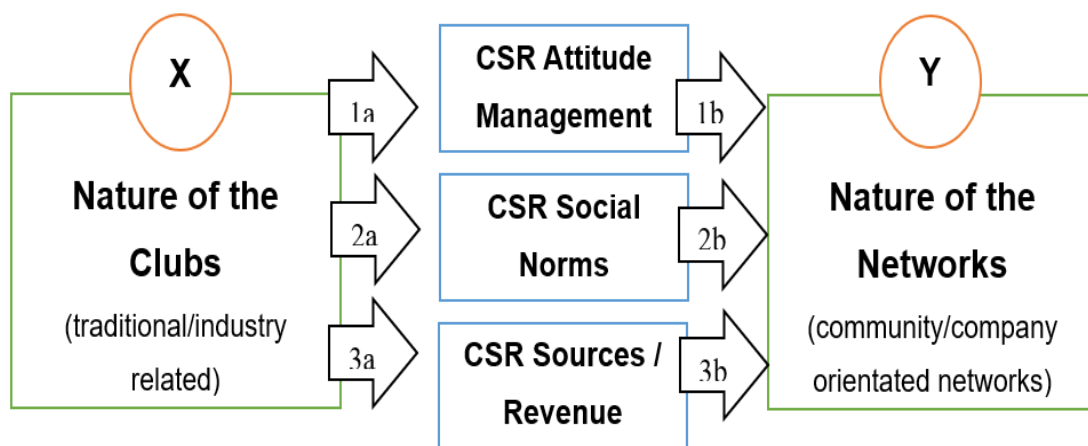 X
Nature of the
Clubs
(traditional/industry
related)
1a
2a
3a
CSR Attitude
Management
CSR Social
Norms
CSR Sources /
Revenue
1b
2b
3b
Y
Nature of the
Networks
(community/company
orientated networks)